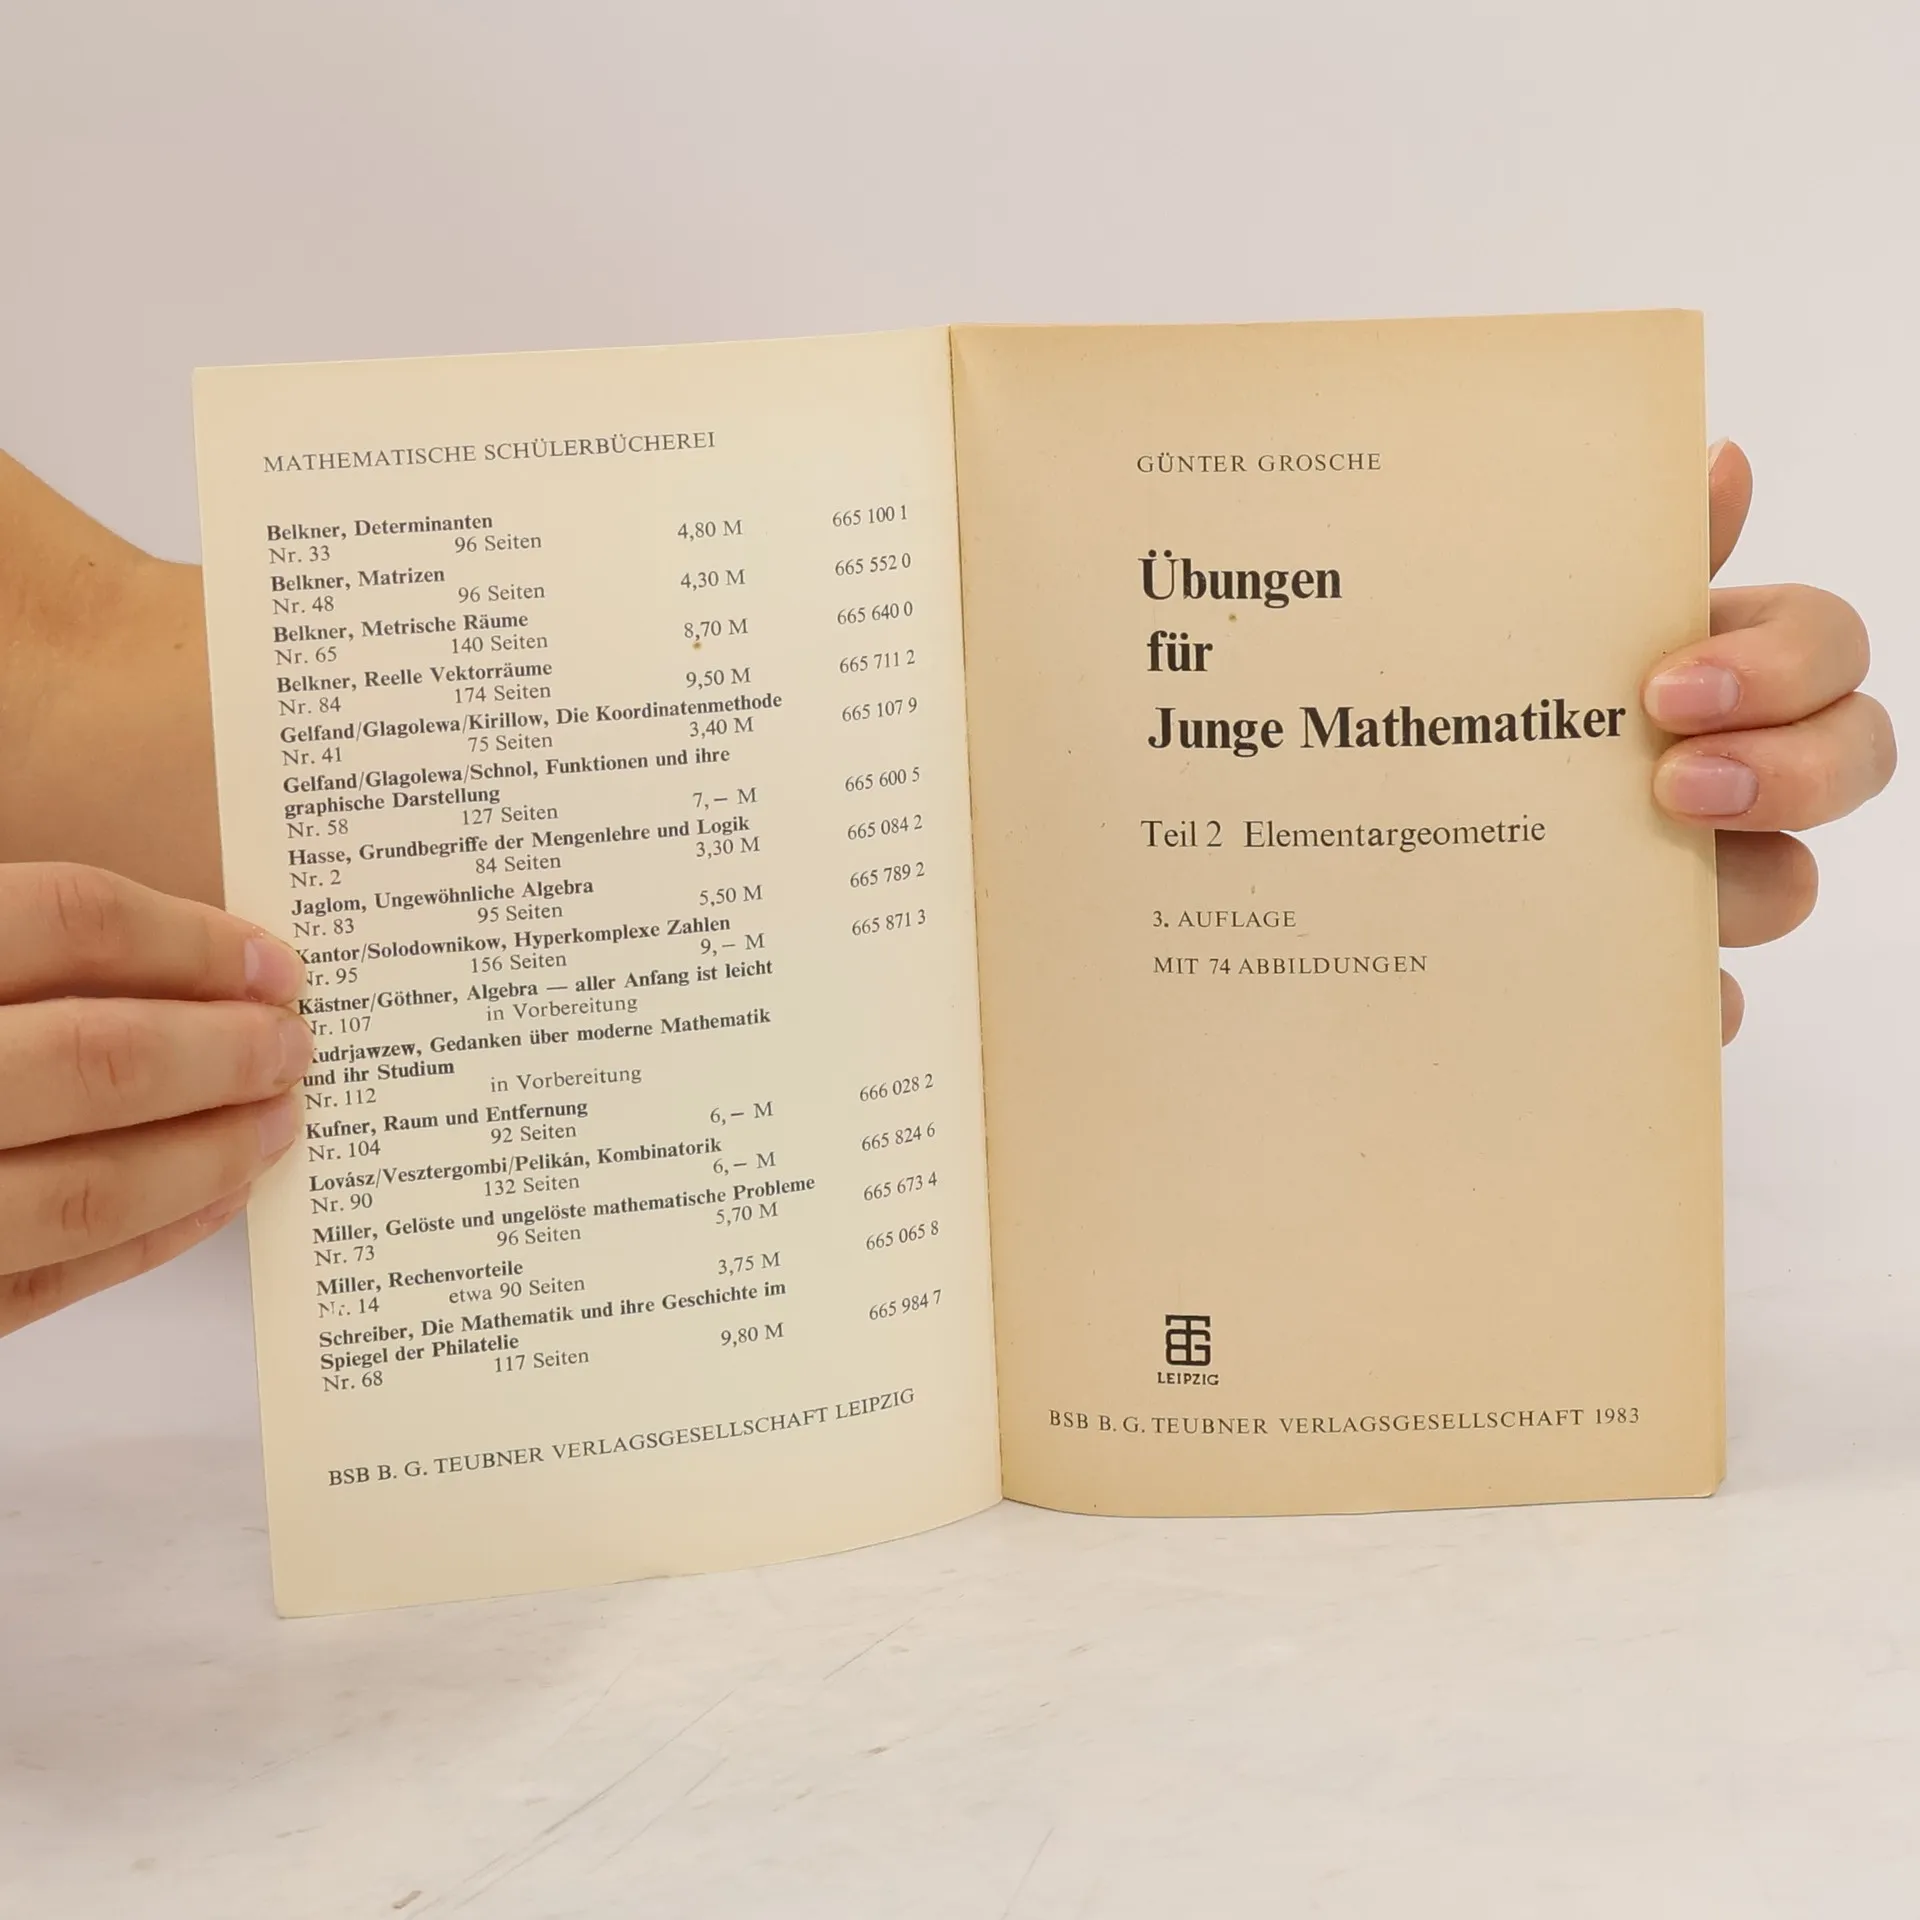 MATHEMATISCHE SCHÜLERBÜCHEREI
Belkner, Determinanten
Nr. 33 96 Seiten 4,80 M 665 100 1
Belkner, Matrizen
Nr. 48 96 Seiten 4,30 M 665 552 0
Belkner, Metrische Räume
Nr. 65 140 Seiten 8,70 M 665 640 0
Belkner, Reelle Vektorräume
Nr. 84 174 Seiten 9,50 M 665 711 2
Gelfand/Glagolewa/Kirillow, Die Koordinatenmethode
Nr. 41 75 Seiten 3,40 M 665 107 9
Gelfand/Glagolewa/Schnol, Funktionen und ihre
graphische Darstellung
Nr. 58 127 Seiten 7,– M 665 600 5
Hasse, Grundbegriffe der Mengenlehre und Logik
Nr. 2 84 Seiten 3,30 M 665 084 2
Jaglom, Ungewöhnliche Algebra
Nr. 83 95 Seiten 5,50 M 665 789 2
Kantor/Solodownikow, Hyperkomplexe Zahlen
Nr. 95 156 Seiten 9,– M 665 871 3
Kästner/Göthner, Algebra — aller Anfang ist leicht
Nr. 107 in Vorbereitung
Kudrjawzew, Gedanken über moderne Mathematik
und ihr Studium
Nr. 112 in Vorbereitung
Kufner, Raum und Entfernung
Nr. 104 92 Seiten 6,– M 666 028 2
Lovász/Vesztergombi/Pelikán, Kombinatorik
Nr. 90 132 Seiten 6,– M 665 824 6
Miller, Gelöste und ungelöste mathematische Probleme
Nr. 73 96 Seiten 5,70 M 665 673 4
Miller, Rechenvorteile
Nr. 14 etwa 90 Seiten 3,75 M 665 065 8
Schreiber, Die Mathematik und ihre Geschichte im
Spiegel der Philatelie
Nr. 68 117 Seiten 9,80 M 665 984 7
BSB B. G. TEUBNER VERLAGSGESELLSCHAFT LEIPZIG
GÜNTER GROSCHE
Übungen
für
Junge Mathematiker
Teil 2 Elementargeometrie
3. AUFLAGE
MIT 74 ABBILDUNGEN
LEIPZIG
BSB B. G. TEUBNER VERLAGSGESELLSCHAFT 1983